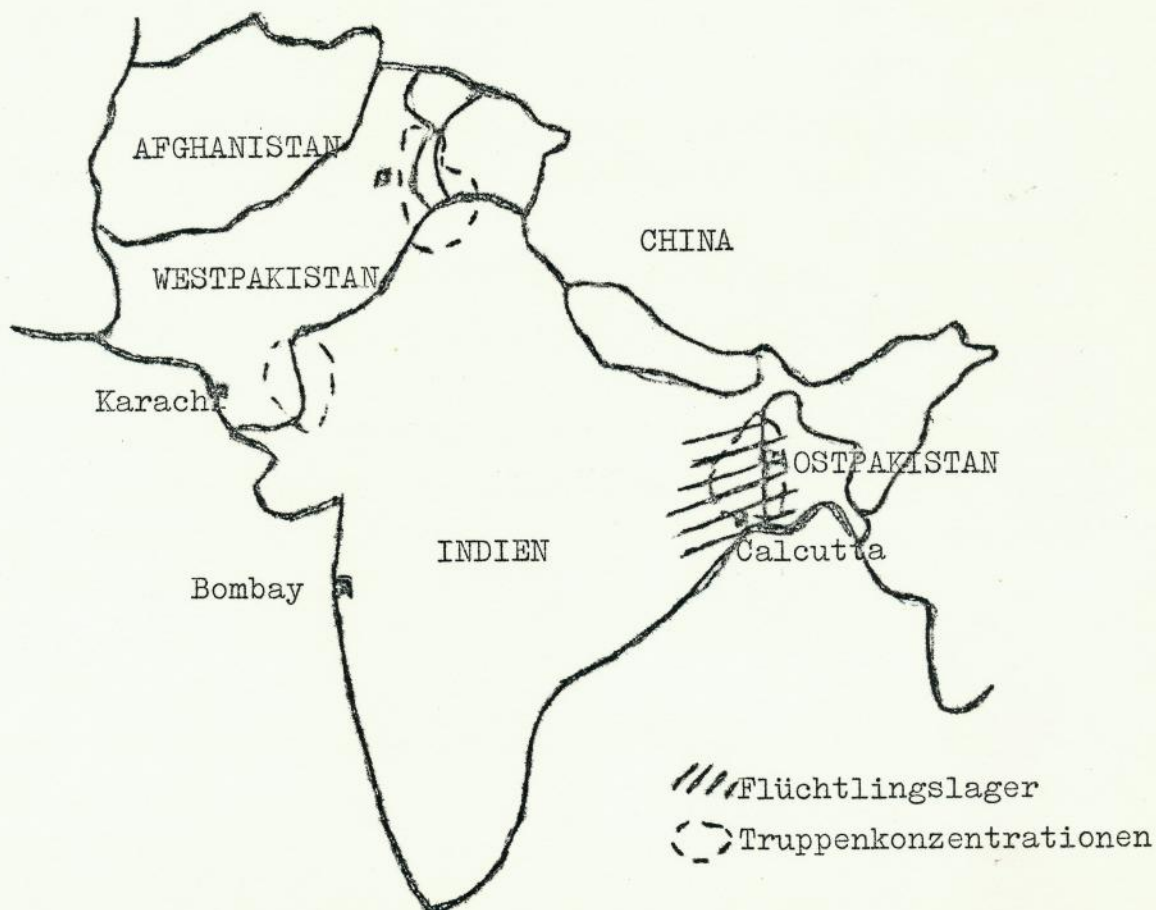 AFGHANISTAN
CHINA
WESTPAKISTAN
Karachi
OSTPAKISTAN
INDIEN
Calcutta
Bombay
Flüchtlingslager
Truppenkonzentrationen